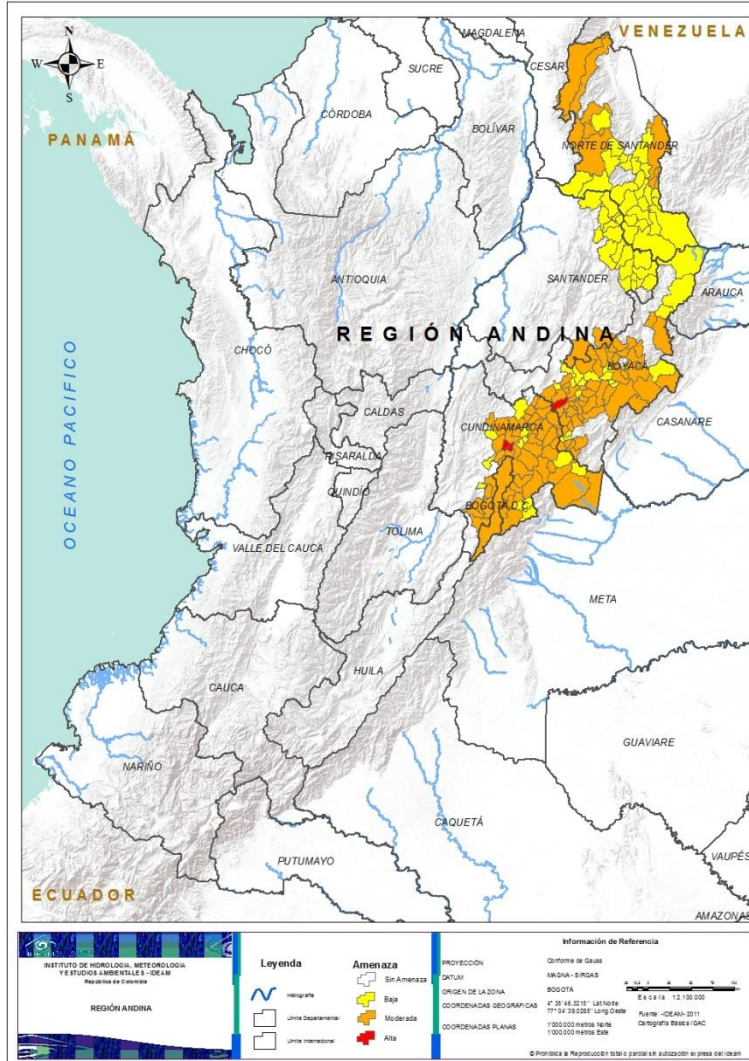 N
W E
S
PANAMÁ
VENEZUELA
MAGDALENA
CESAR
SUCRE
CÓRDOBA
BOLÍVAR
NORTE DE SANTANDER
ANTIOQUIA
SANTANDER
ARAUCA
REGIÓN ANDINA
CHOCÓ
BOYACÁ
OCEANO PACIFICO
CALDAS
CUNDINAMARCA
CASANARE
RISARALDA
QUINDÍO
BOGOTÁ D.C.
TOLIMA
VALLE DEL CAUCA
META
HUILA
CAUCA
GUAVIARE
NARIÑO
CAQUETÁ
PUTUMAYO
VAUPÉS
ECUADOR
AMAZONAS
INSTITUTO DE HIDROLOGIA, METEOROLOGIA
Y ESTUDIOS AMBIENTALES - IDEAM
República de Colombia
REGIÓN ANDINA
Leyenda
Hidrografía
Limite Departamental
Limite Internacional
Amenaza
Sin Amenaza
Baja
Moderada
Alta
Información de Referencia
PROYECCIÓN Conforme de Gauss
DATUM MAGNA - SIRGAS
ORIGEN DE LA ZONA BOGOTÁ
COORDENADAS GEOGRÁFICAS
COORDENADAS PLANAS 1'000.000 metros Norte
1'000.000 metros Este
Escala 1:2.100.000
Fuente: -IDEAM- 2011
Cartografía Básica IGAC
© Prohibida la Reproducción total o parcial sin autorización expresa del Ideam